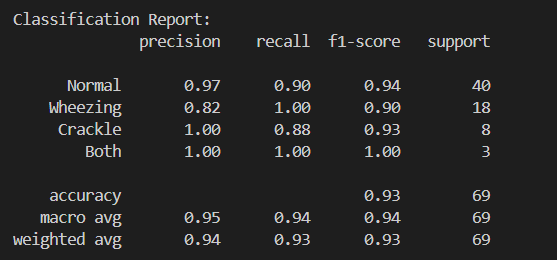 Classification Report:
precision recall f1-score support
Normal 0.97 0.90 0.94 40
Wheezing 0.82 1.00 0.90 18
Crackle 1.00 0.88 0.93 8
Both 1.00 1.00 1.00 3
accuracy 0.93 69
macro avg 0.95 0.94 0.94 69
weighted avg 0.94 0.93 0.93 69